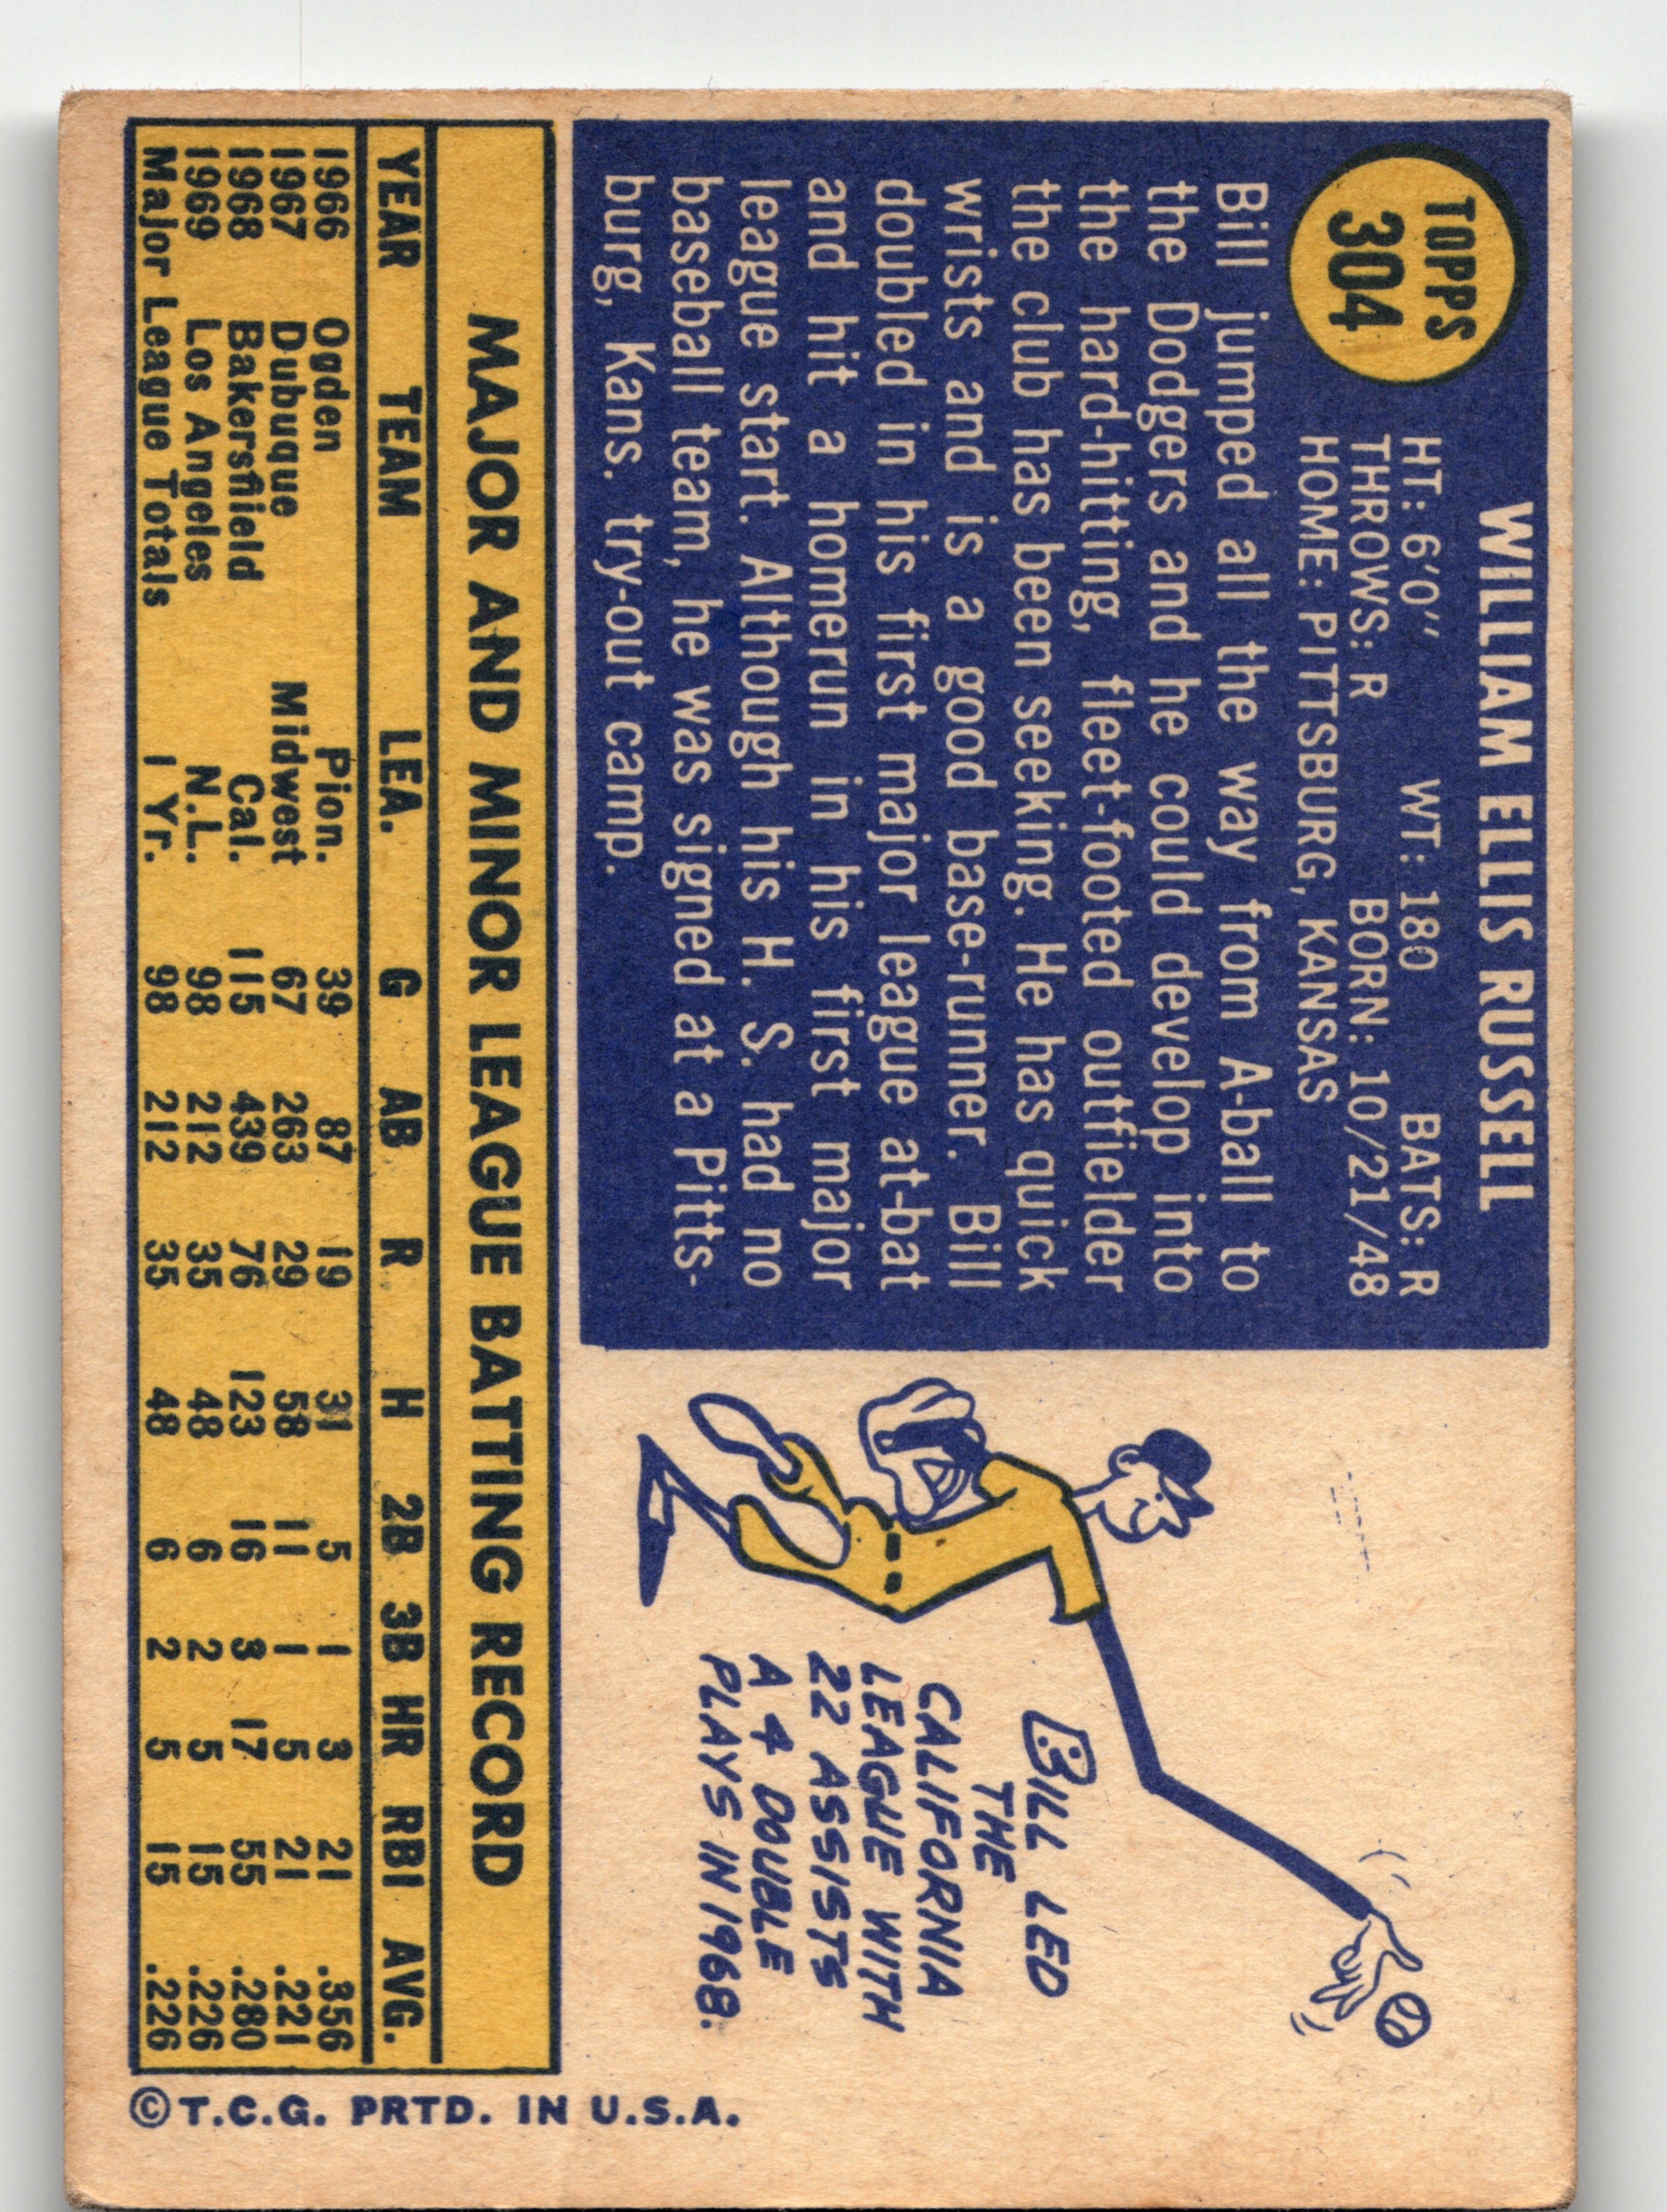 TOPPS
304
WILLIAM ELLIS RUSSELL
HT: 6'0" WT: 180 BATS: R
THROWS: R BORN: 10/21/48
HOME: PITTSBURG, KANSAS
Bill jumped all the way from A-ball to
the Dodgers and he could develop into
the hard-hitting, fleet-footed outfielder
the club has been seeking. He has quick
wrists and is a good base-runner. Bill
doubled in his first major league at-bat
and hit a homerun in his first major
league start. Although his H. S. had no
baseball team, he was signed at a Pitts-
burg, Kans. try-out camp.
BILL LED
THE
CALIFORNIA
LEAGUE WITH
22 ASSISTS
A 4 DOUBLE
PLAYS IN 1968.
MAJOR AND MINOR LEAGUE BATTING RECORD
YEAR TEAM LEA. G AB R H 2B 3B HR RBI AVG.
1966 Ogden Pion. 39 87 19 31 5 1 3 21 .356
1967 Dubuque Midwest 67 263 29 58 11 1 5 21 .221
1968 Bakersfield Cal. 115 439 76 123 16 3 17 55 .280
1969 Los Angeles N.L. 98 212 35 48 6 2 5 15 .226
Major League Totals 1 Yr. 98 212 35 48 6 2 5 15 .226
©T.C.G. PRTD. IN U.S.A.